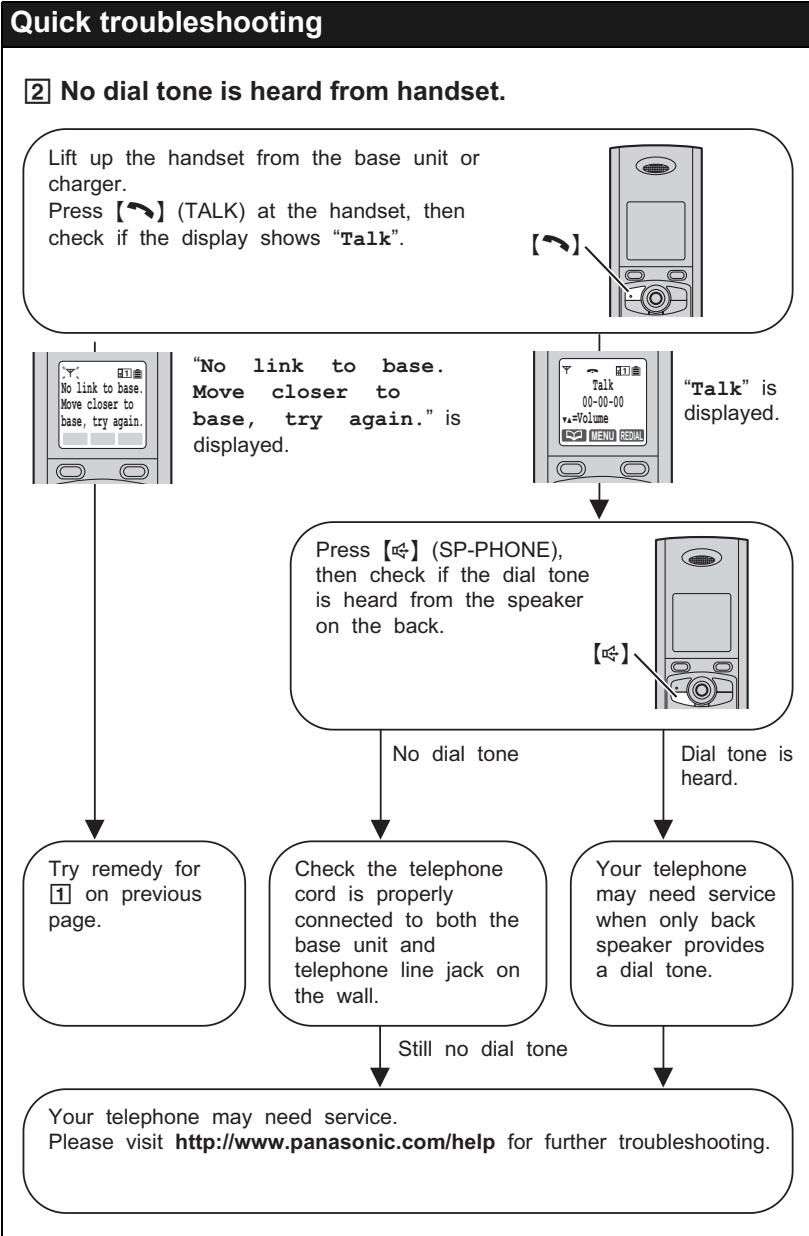 Quick troubleshooting
2 No dial tone is heard from handset.
Lift up the handset from the base unit or
charger.
Press 【 】 (TALK) at the handset, then
check if the display shows “Talk”.
【 】
1
No link to base.
Move closer to
base, try again.
“No link to base.
Move closer to
base, try again.” is
displayed.
1
Talk
00-00-00
▼▲=Volume
MENU REDIAL
“Talk” is
displayed.
Press 【 】 (SP-PHONE),
then check if the dial tone
is heard from the speaker
on the back.
【 】
No dial tone
Dial tone is
heard.
Try remedy for
1 on previous
page.
Check the telephone
cord is properly
connected to both the
base unit and
telephone line jack on
the wall.
Your telephone
may need service
when only back
speaker provides
a dial tone.
Still no dial tone
Your telephone may need service.
Please visit http://www.panasonic.com/help for further troubleshooting.